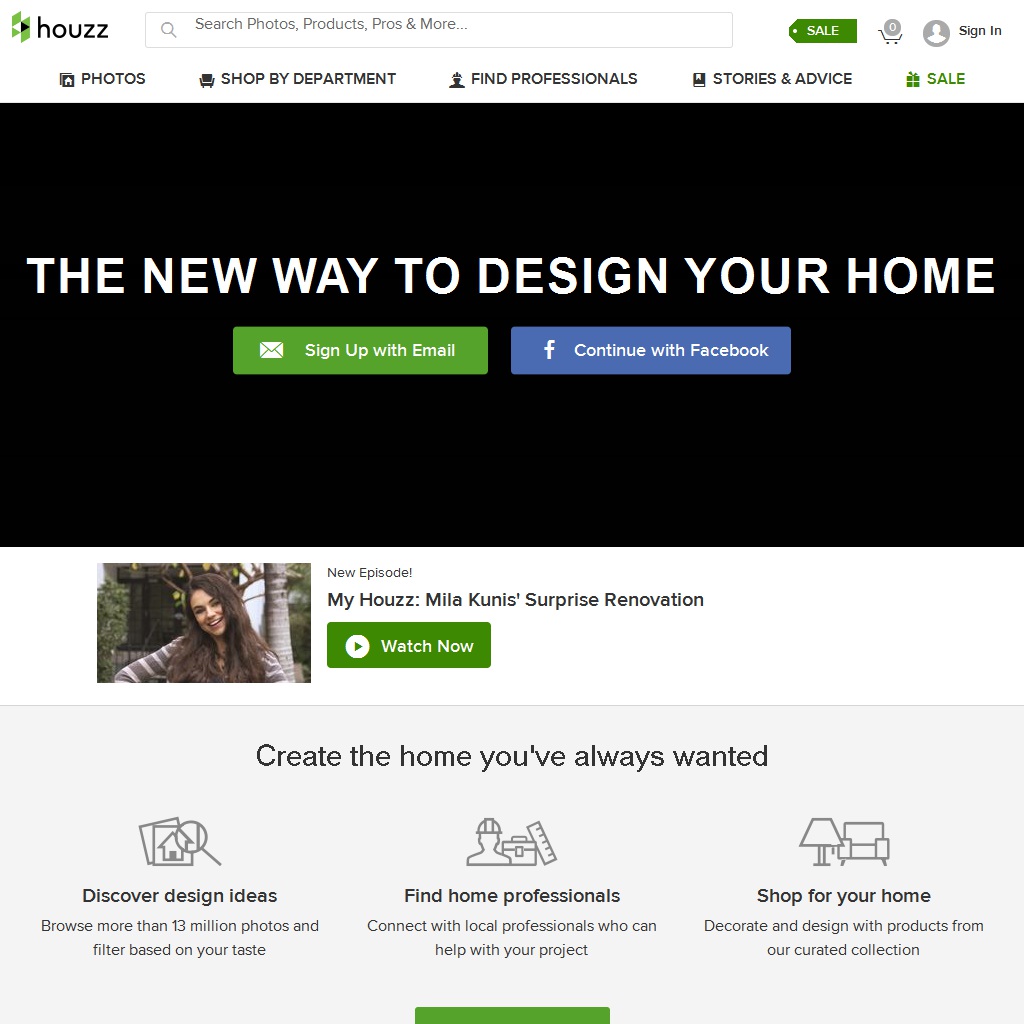 houzz
Search Photos, Products, Pros & More...
SALE
0
Sign In
PHOTOS
SHOP BY DEPARTMENT
FIND PROFESSIONALS
STORIES & ADVICE
SALE
THE NEW WAY TO DESIGN YOUR HOME
Sign Up with Email
Continue with Facebook
New Episode!
My Houzz: Mila Kunis' Surprise Renovation
Watch Now
Create the home you've always wanted
Discover design ideas
Browse more than 13 million photos and
filter based on your taste
Find home professionals
Connect with local professionals who can
help with your project
Shop for your home
Decorate and design with products from
our curated collection